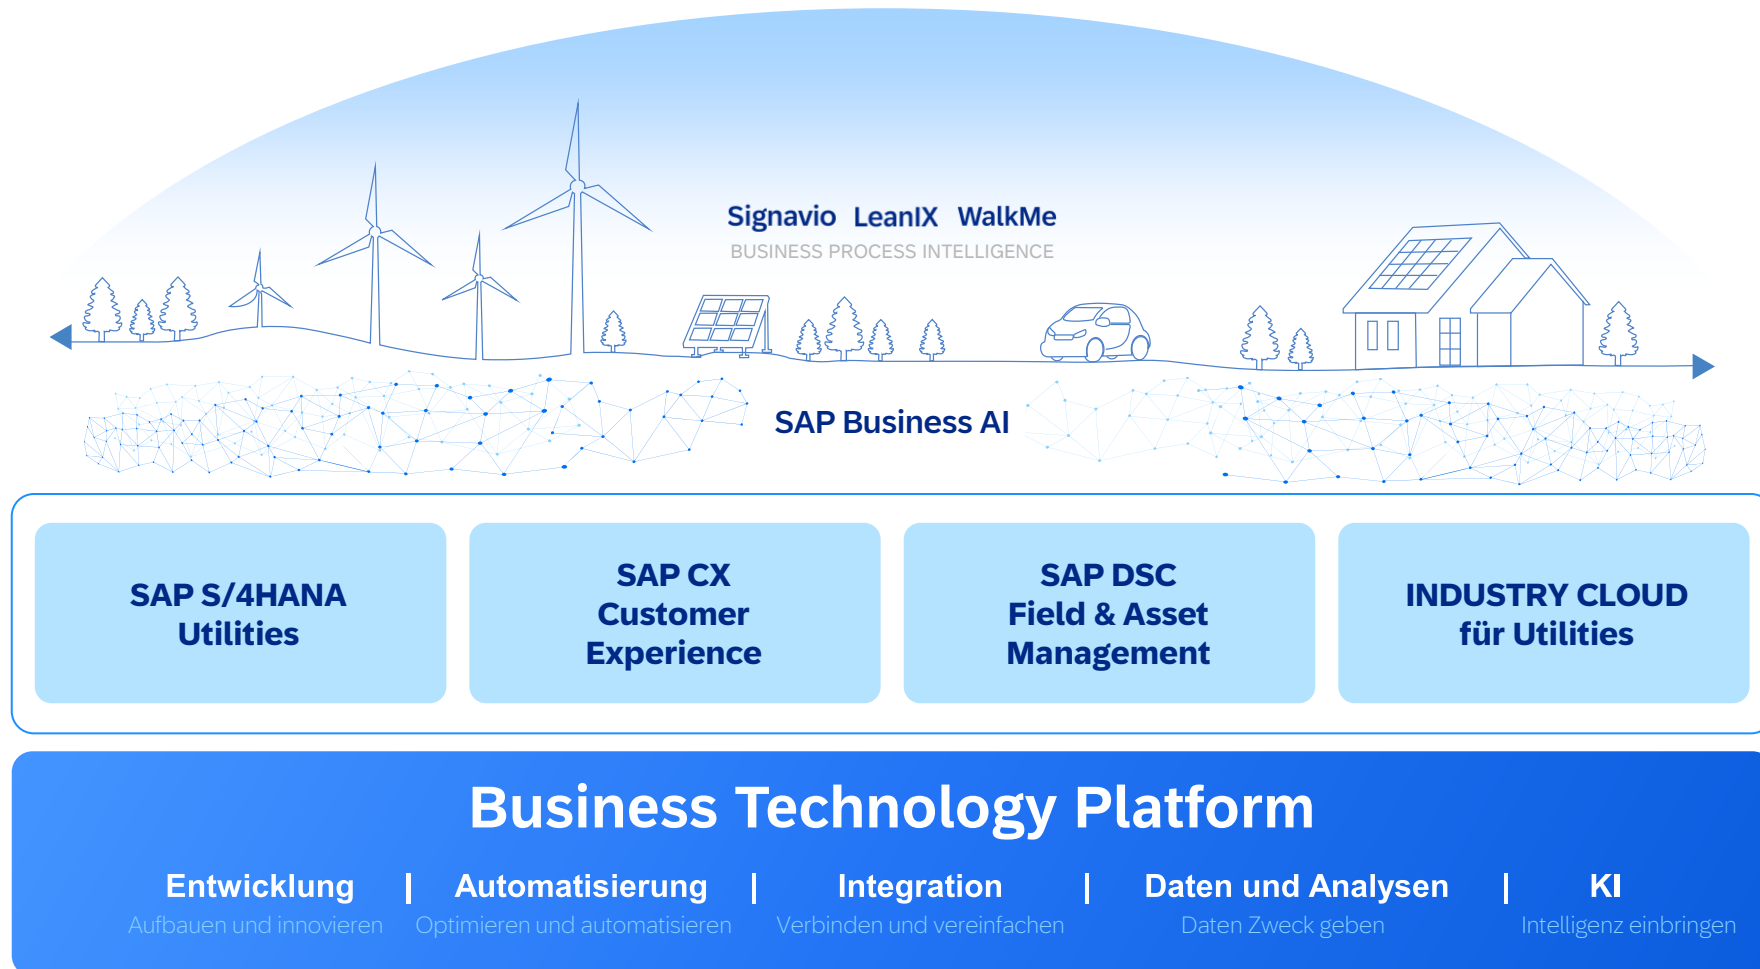 Signavio LeanIX WalkMe
BUSINESS PROCESS INTELLIGENCE
SAP Business AI
SAP S/4HANA
Utilities
SAP CX
Customer
Experience
SAP DSC
Field & Asset
Management
INDUSTRY CLOUD
für Utilities
Business Technology Platform
Entwicklung | Automatisierung | Integration | Daten und Analysen | KI
Aufbauen und innovieren Optimieren und automatisieren Verbinden und vereinfachen Daten Zweck geben Intelligenz einbringen